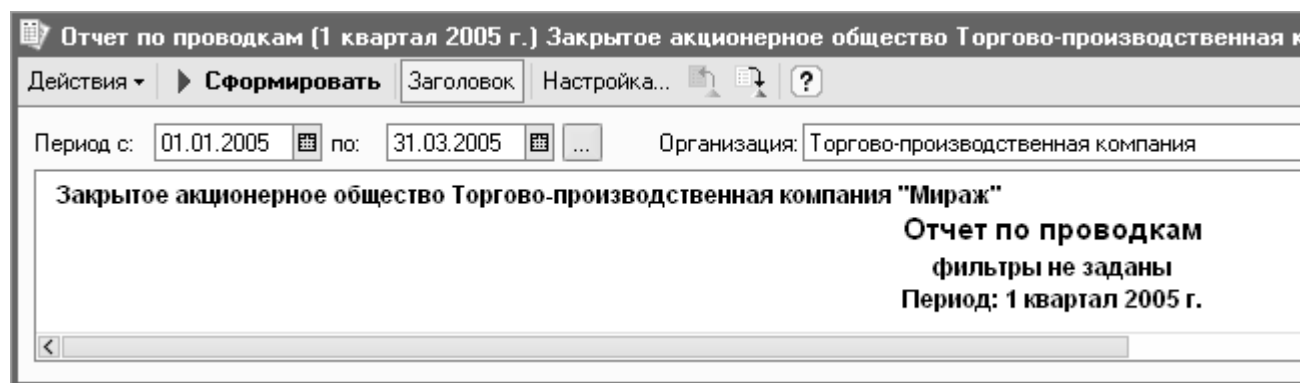 Отчет по проводкам (1 квартал 2005 г.) Закрытое акционерное общество Торгово-производственная к
Действия Сформировать Заголовок Настройка... ?
Период с: 01.01.2005 по: 31.03.2005 ... Организация: Торгово-производственная компания
Закрытое акционерное общество Торгово-производственная компания "Мираж"
Отчет по проводкам
фильтры не заданы
Период: 1 квартал 2005 г.